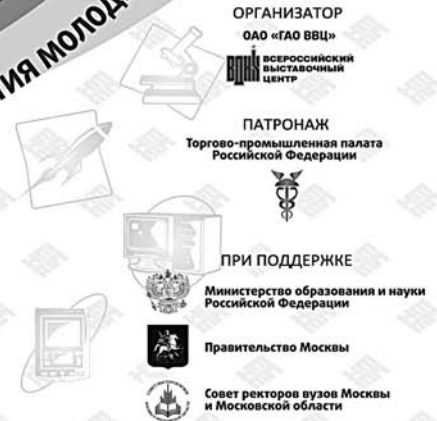 ТИЯ МОЛОД
ОРГАНИЗАТОР
ОАО «ГАО ВВЦ»
ВСЕРОССИЙСКИЙ
ВЫСТАВОЧНЫЙ
ЦЕНТР
ПАТРОНАЖ
Торгово-промышленная палата
Российской Федерации
ПРИ ПОДДЕРЖКЕ
Министерство образования и науки
Российской Федерации
Правительство Москвы
Совет ректоров вузов Москвы
и Московской области